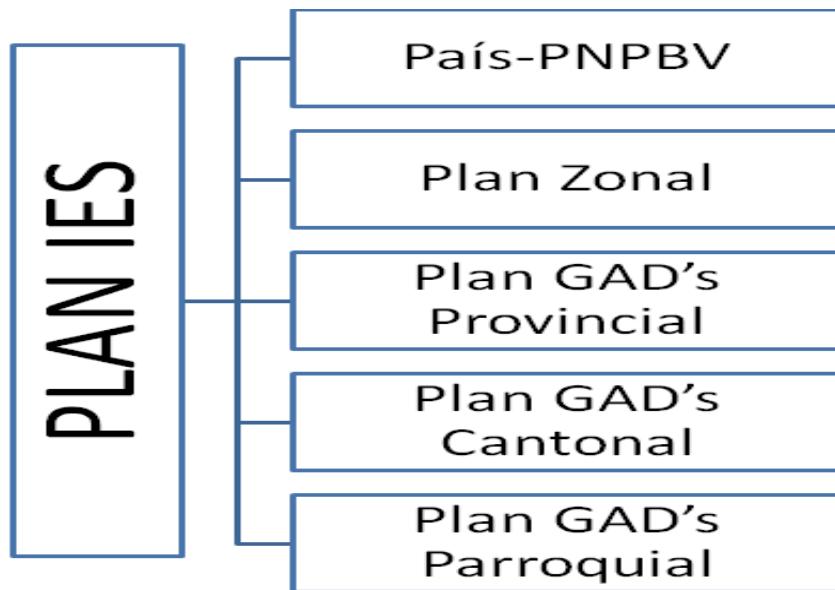 PLAN IES
País-PNPBV
Plan Zonal
Plan GAD's
Provincial
Plan GAD's
Cantonal
Plan GAD's
Parroquial